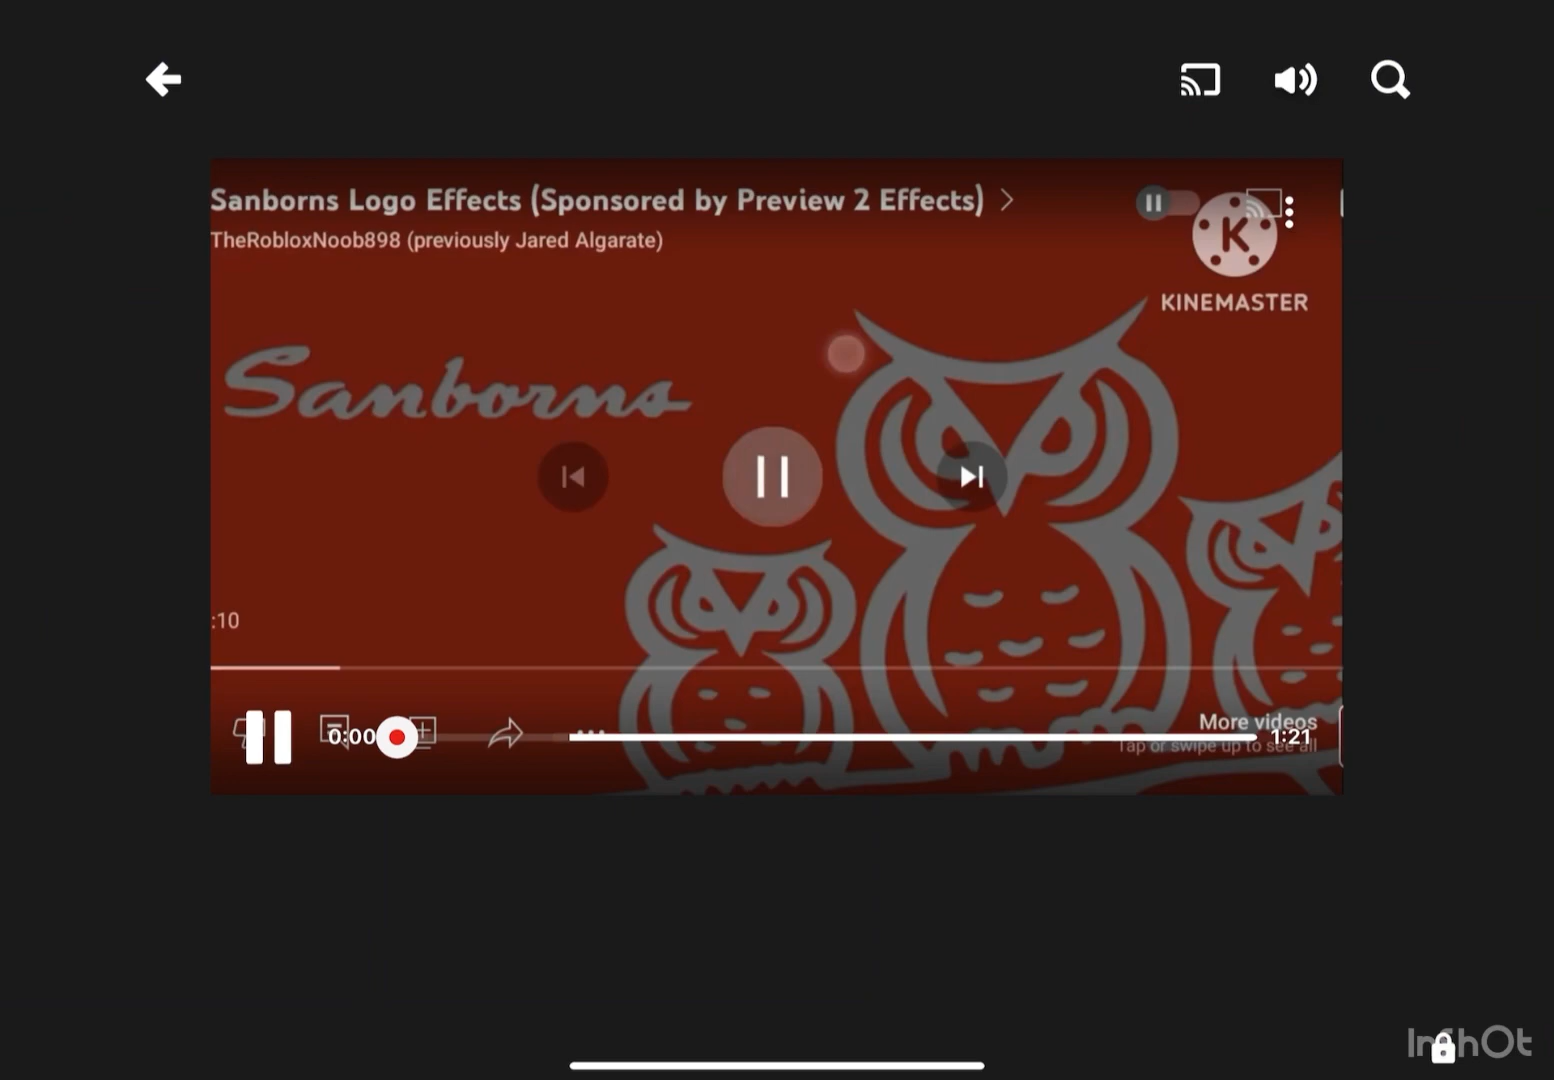 Sanborns Logo Effects (Sponsored by Preview 2 Effects)
TheRobloxNoob898 (previously Jared Algarate)
K
KINEMASTER
Sanborns
:10
More videos
0:00
1:21
Tap or swipe up to see all
InShOt